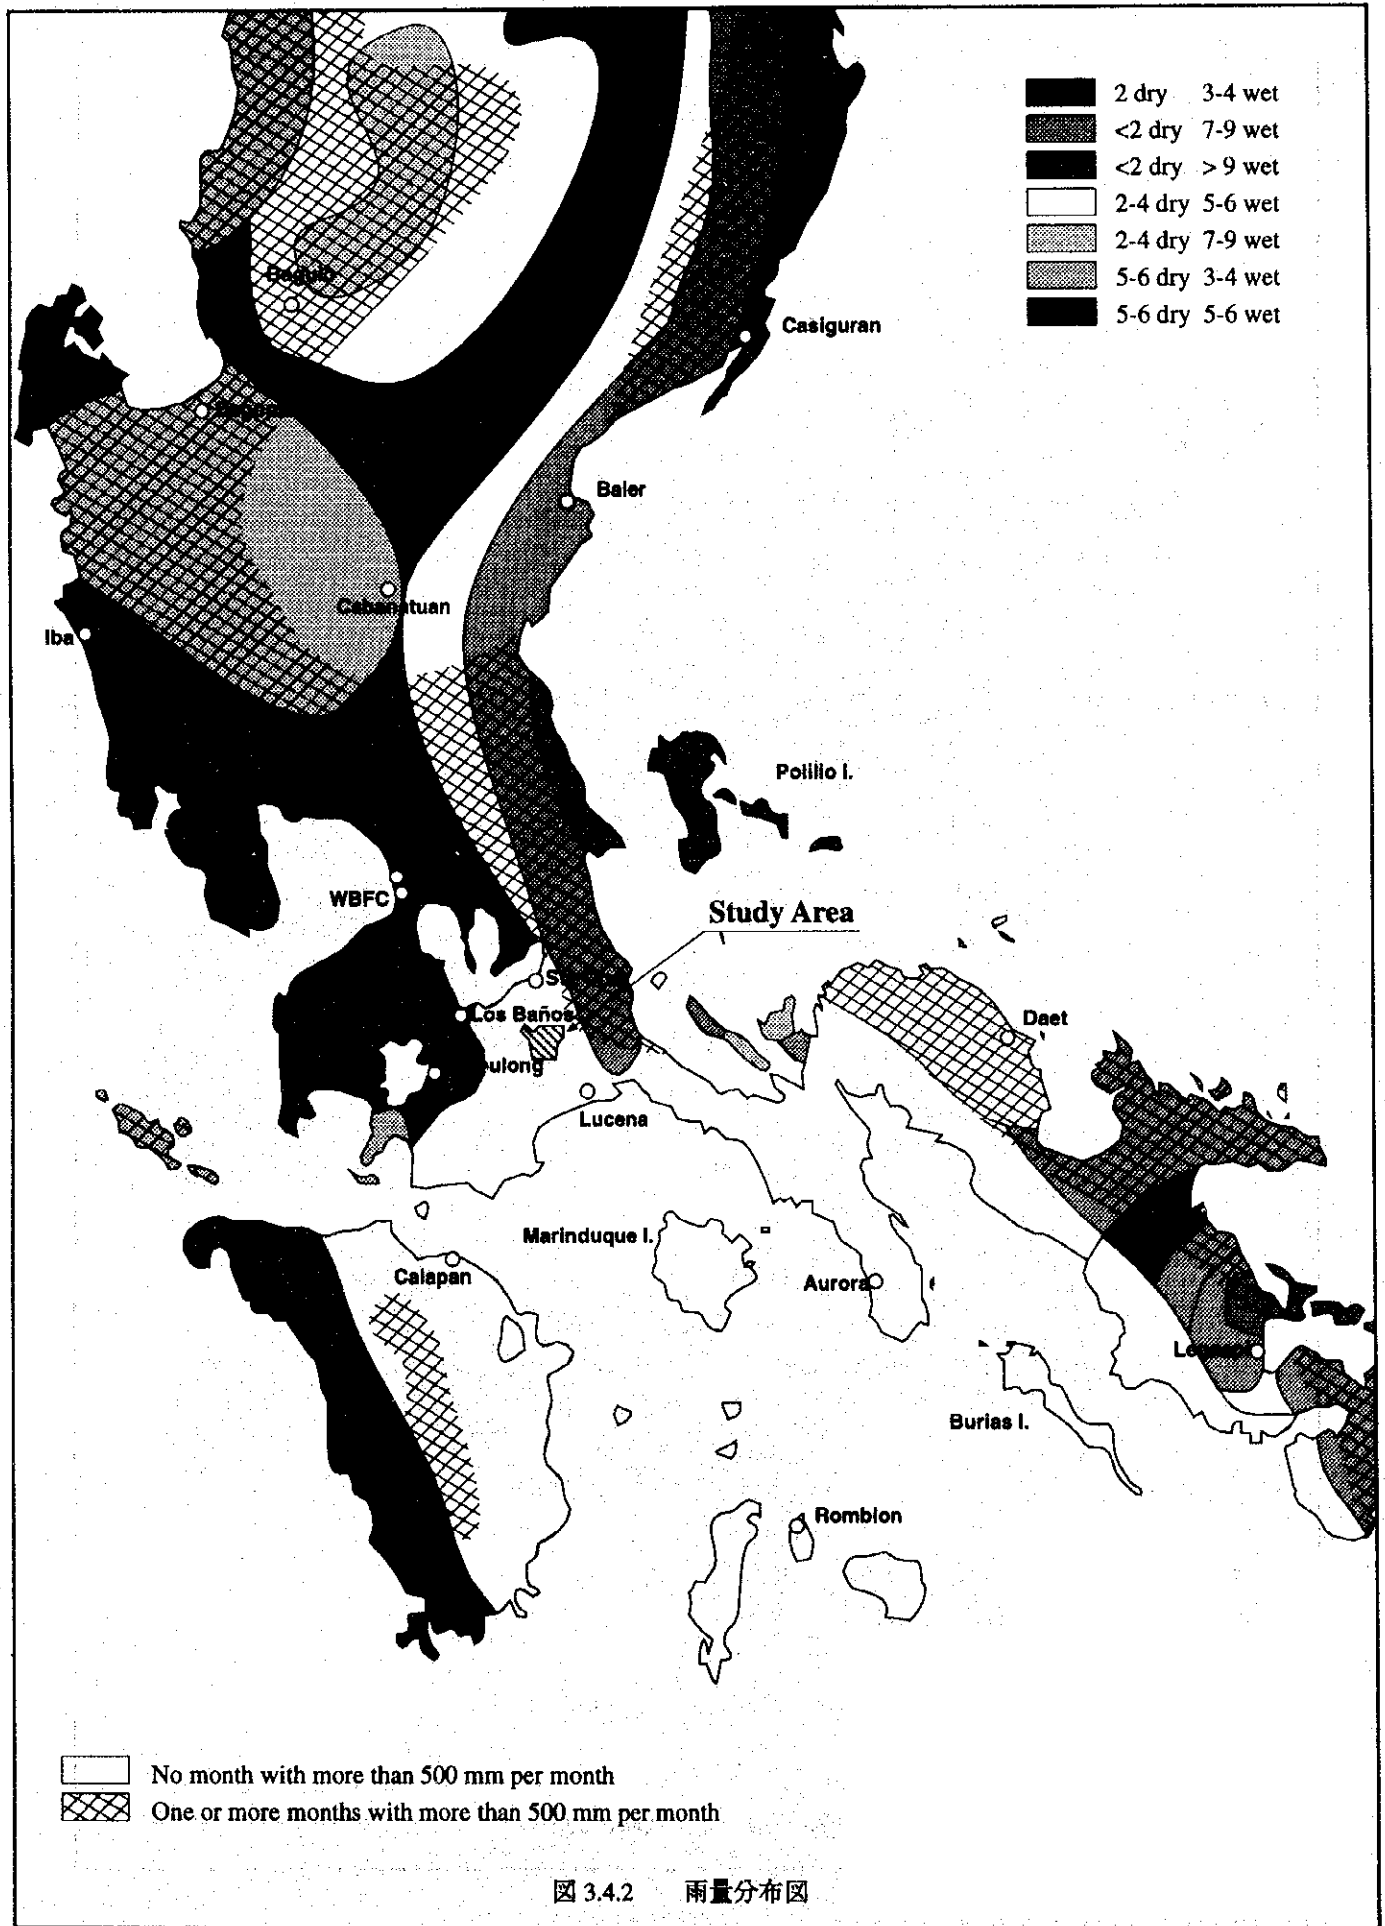 2 dry 3-4 wet
<2 dry 7-9 wet
<2 dry > 9 wet
2-4 dry 5-6 wet
2-4 dry 7-9 wet
5-6 dry 3-4 wet
5-6 dry 5-6 wet
Baguio
Casiguran
Baler
Cabanatuan
Iba
Polillo I.
WBFC
Study Area
Los Baños
Daet
ulong
Lucena
Marinduque I.
Calapan
Aurora
Burias I.
Romblon
No month with more than 500 mm per month
One or more months with more than 500 mm per month
図 3.4.2 雨量分布図